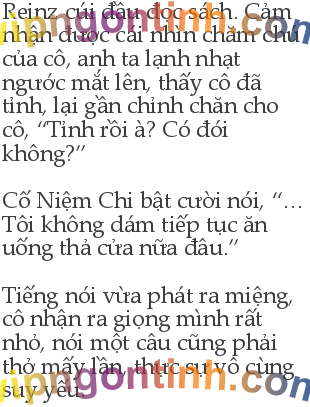 Reinz cúi đầu đọc sách. Cảm
nhận được cái nhìn chăm chú
của cô, anh ta lạnh nhạt
ngước mắt lên, thấy cô đã
tỉnh, lại gần chỉnh chăn cho
cô, “Tỉnh rồi à? Có đói
không?”
Cố Niệm Chi bật cười nói, “…
Tôi không dám tiếp tục ăn
uống thả cửa nữa đâu.”
Tiếng nói vừa phát ra miệng,
cô nhận ra giọng mình rất
nhỏ, nói một câu cũng phải
thở mấy lần, thực sự vô cùng
suy yếu.
vipngontinh.com
vipngontinh.com